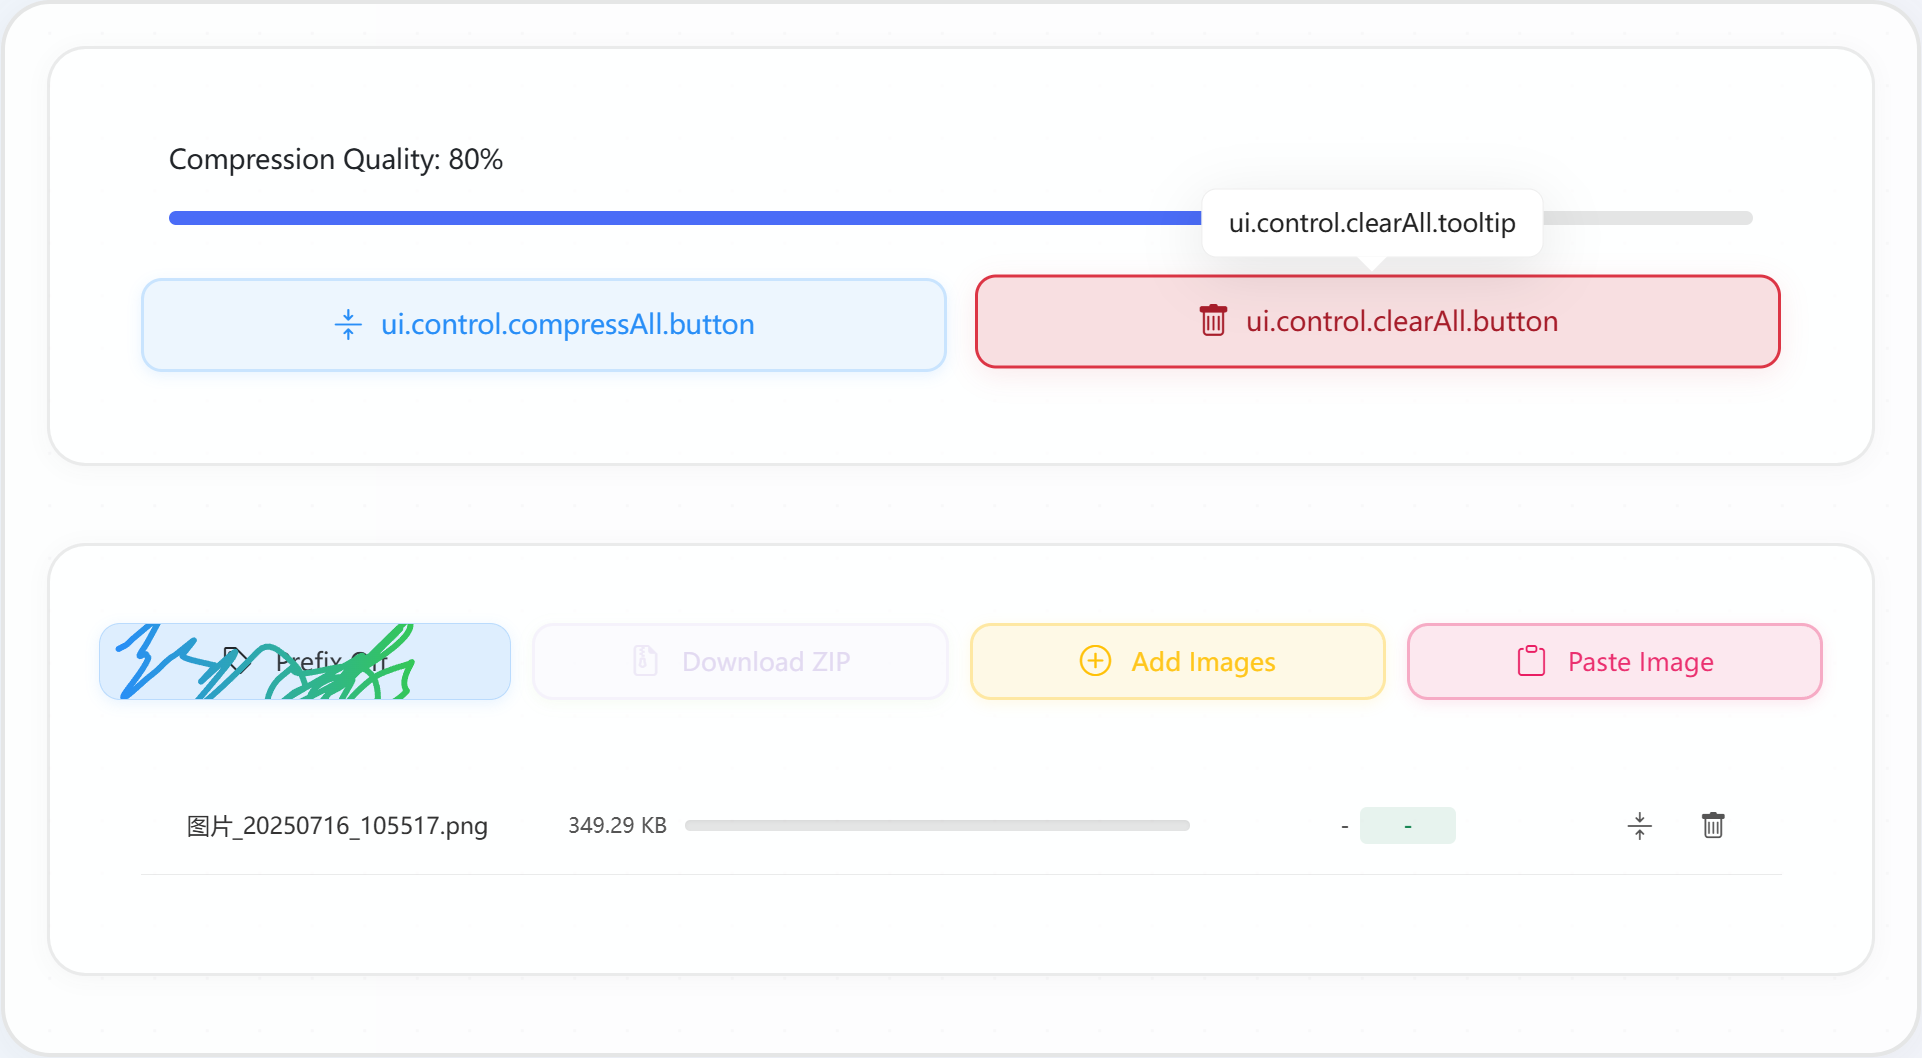 Compression Quality: 80%
ui.control.clearAll.tooltip
ui.control.compressAll.button
ui.control.clearAll.button
Prefix Off
Download ZIP
Add Images
Paste Image
图片_20250716_105517.png
349.29 KB
-
-